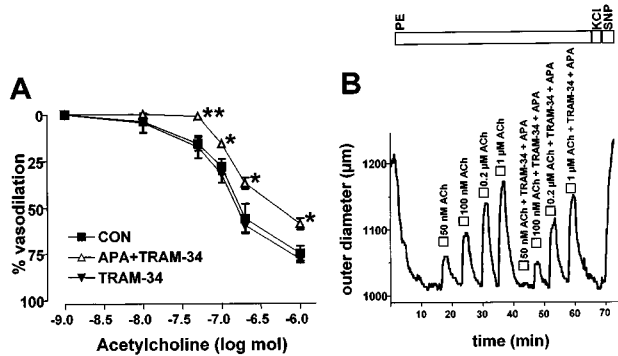 A
0
25
50
75
100
% vasodilation
**
*
*
*
CON
APA+TRAM-34
TRAM-34
-9.0 -8.5 -8.0 -7.5 -7.0 -6.5 -6.0
Acetylcholine (log mol)
B
PE
KCl
SNP
50 nM ACh
100 nM ACh
0.2 µM ACh
1 µM ACh
50 nM ACh + TRAM-34 + APA
100 nM ACh + TRAM-34 + APA
0.2 µM ACh + TRAM-34 + APA
1 µM ACh + TRAM-34 + APA
outer diameter (µm)
1200
1100
1000
10 20 30 40 50 60 70
time (min)